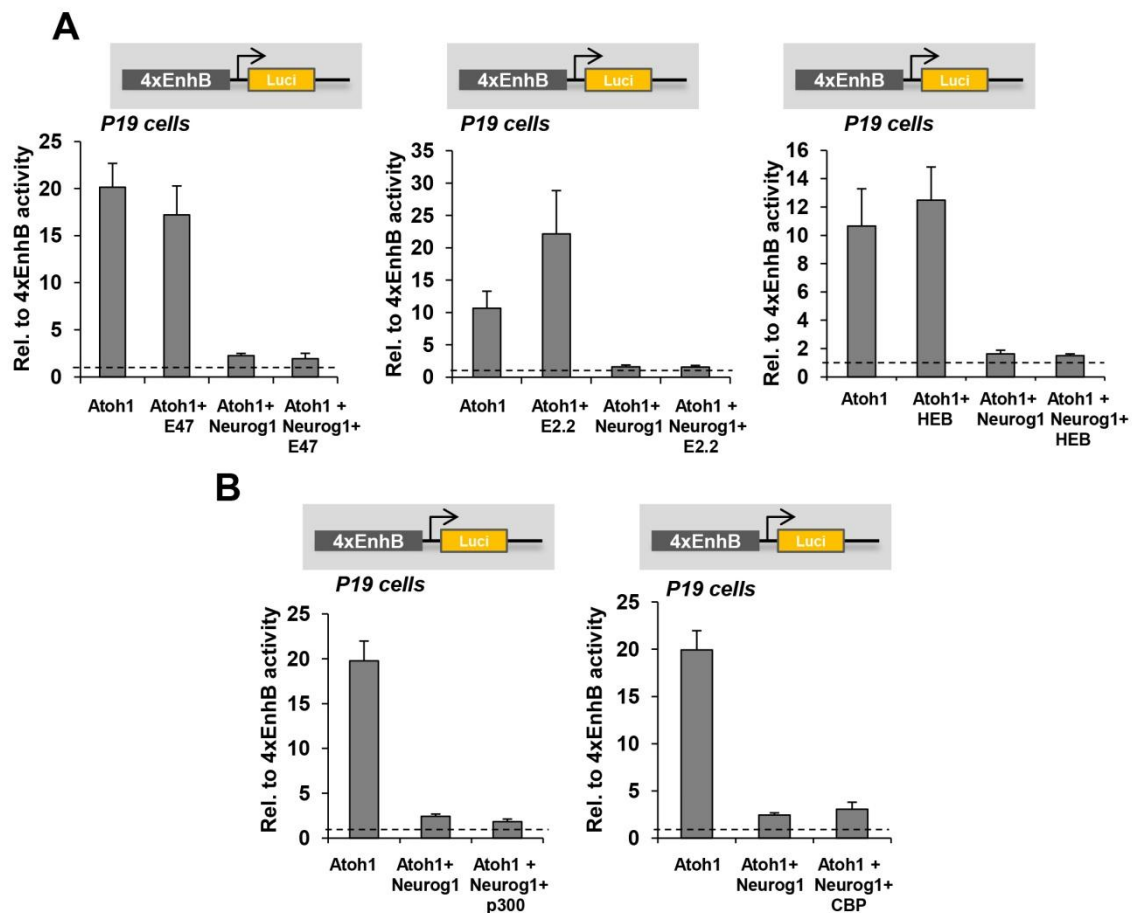 A
4xEnhB Luci
4xEnhB Luci
4xEnhB Luci
P19 cells
P19 cells
P19 cells
Rel. to 4xEnhB activity
25
20
15
10
5
0
Atoh1
Atoh1+
E47
Atoh1+
Neurog1
Atoh1 +
Neurog1+
E47
Rel. to 4xEnhB activity
35
30
25
20
15
10
5
0
Atoh1
Atoh1+
E2.2
Atoh1+
Neurog1
Atoh1 +
Neurog1+
E2.2
Rel. to 4xEnhB activity
16
14
12
10
8
6
4
2
0
Atoh1
Atoh1+
HEB
Atoh1+
Neurog1
Atoh1 +
Neurog1+
HEB
B
4xEnhB Luci
4xEnhB Luci
P19 cells
P19 cells
Rel. to 4xEnhB activity
25
20
15
10
5
0
Atoh1
Atoh1+
Neurog1
Atoh1 +
Neurog1+
p300
Rel. to 4xEnhB activity
25
20
15
10
5
0
Atoh1
Atoh1+
Neurog1
Atoh1 +
Neurog1+
CBP